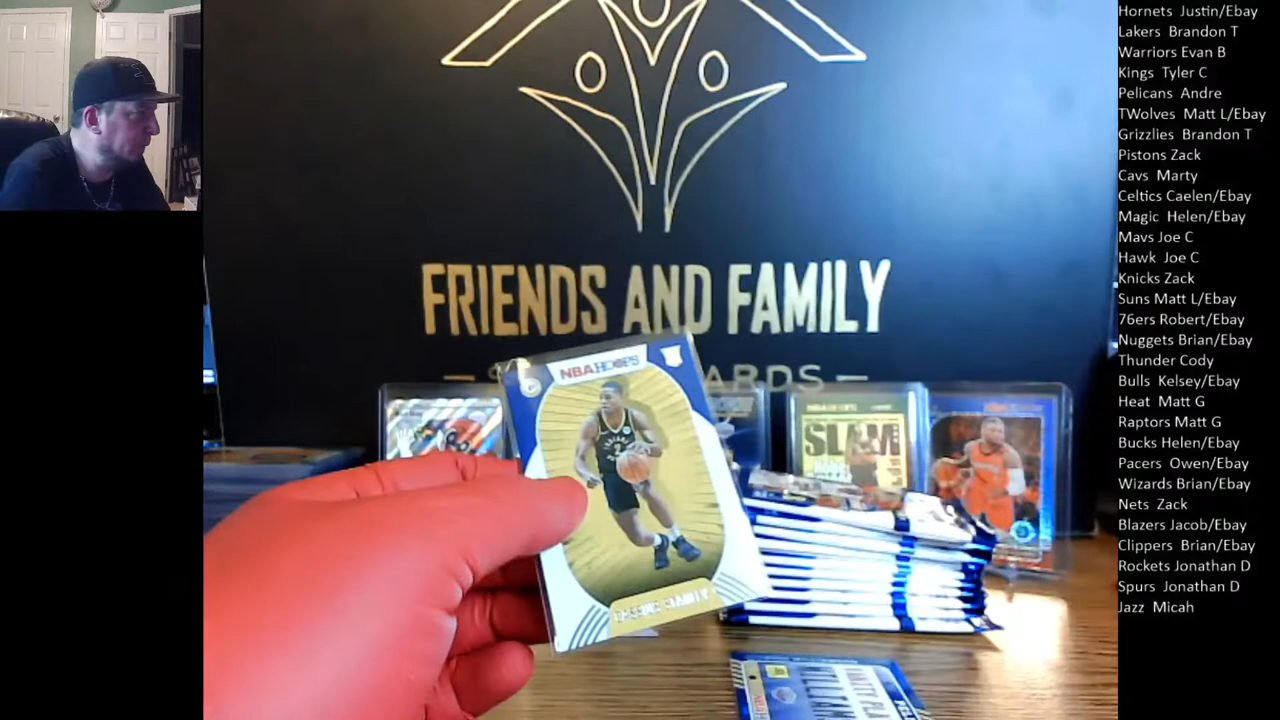 FRIENDS AND FAMILY
ARDS
NBA HOOPS
CASSIUS STANLEY
INDIANA
SLAM
Hornets Justin/Ebay
Lakers Brandon T
Warriors Evan B
Kings Tyler C
Pelicans Andre
TWolves Matt L/Ebay
Grizzlies Brandon T
Pistons Zack
Cavs Marty
Celtics Caelen/Ebay
Magic Helen/Ebay
Mavs Joe C
Hawk Joe C
Knicks Zack
Suns Matt L/Ebay
76ers Robert/Ebay
Nuggets Brian/Ebay
Thunder Cody
Bulls Kelsey/Ebay
Heat Matt G
Raptors Matt G
Bucks Helen/Ebay
Pacers Owen/Ebay
Wizards Brian/Ebay
Nets Zack
Blazers Jacob/Ebay
Clippers Brian/Ebay
Rockets Jonathan D
Spurs Jonathan D
Jazz Micah